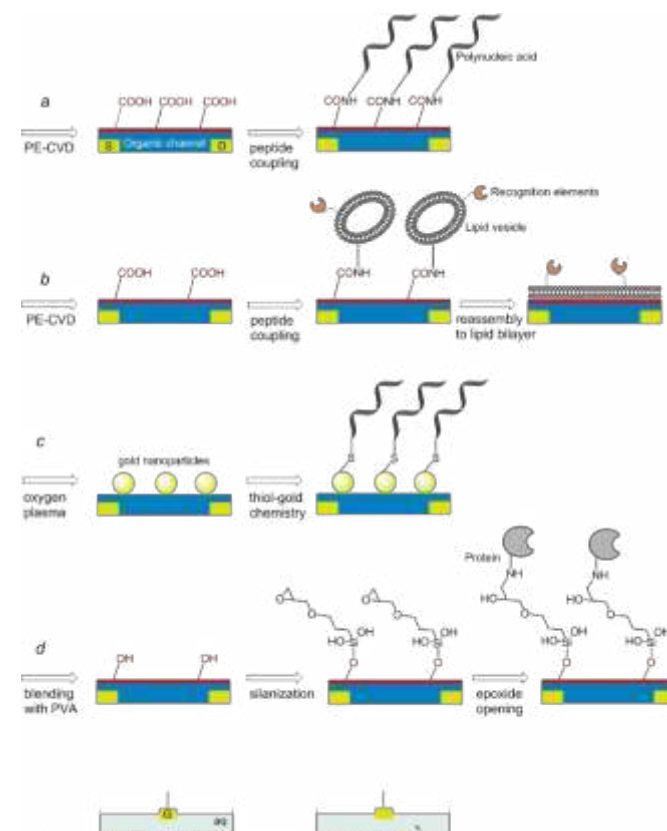 Polynucleic acid
a
COOH COOH COOH
CONH CONH CONH
S Organic channel D
PE-CVD
peptide
coupling
Recognition elements
Lipid vesicle
b
COOH COOH
CONH CONH
PE-CVD
peptide
coupling
reassembly
to lipid bilayer
c
gold nanoparticles
S S S
oxygen
plasma
thiol-gold
chemistry
Protein
NH NH
HO HO
O O
O O
O O
OH OH
HO-Si HO-Si
OH OH
HO-Si HO-Si
d
OH OH
O O
O O
blending
with PVA
silanization
epoxide
opening
G
aq